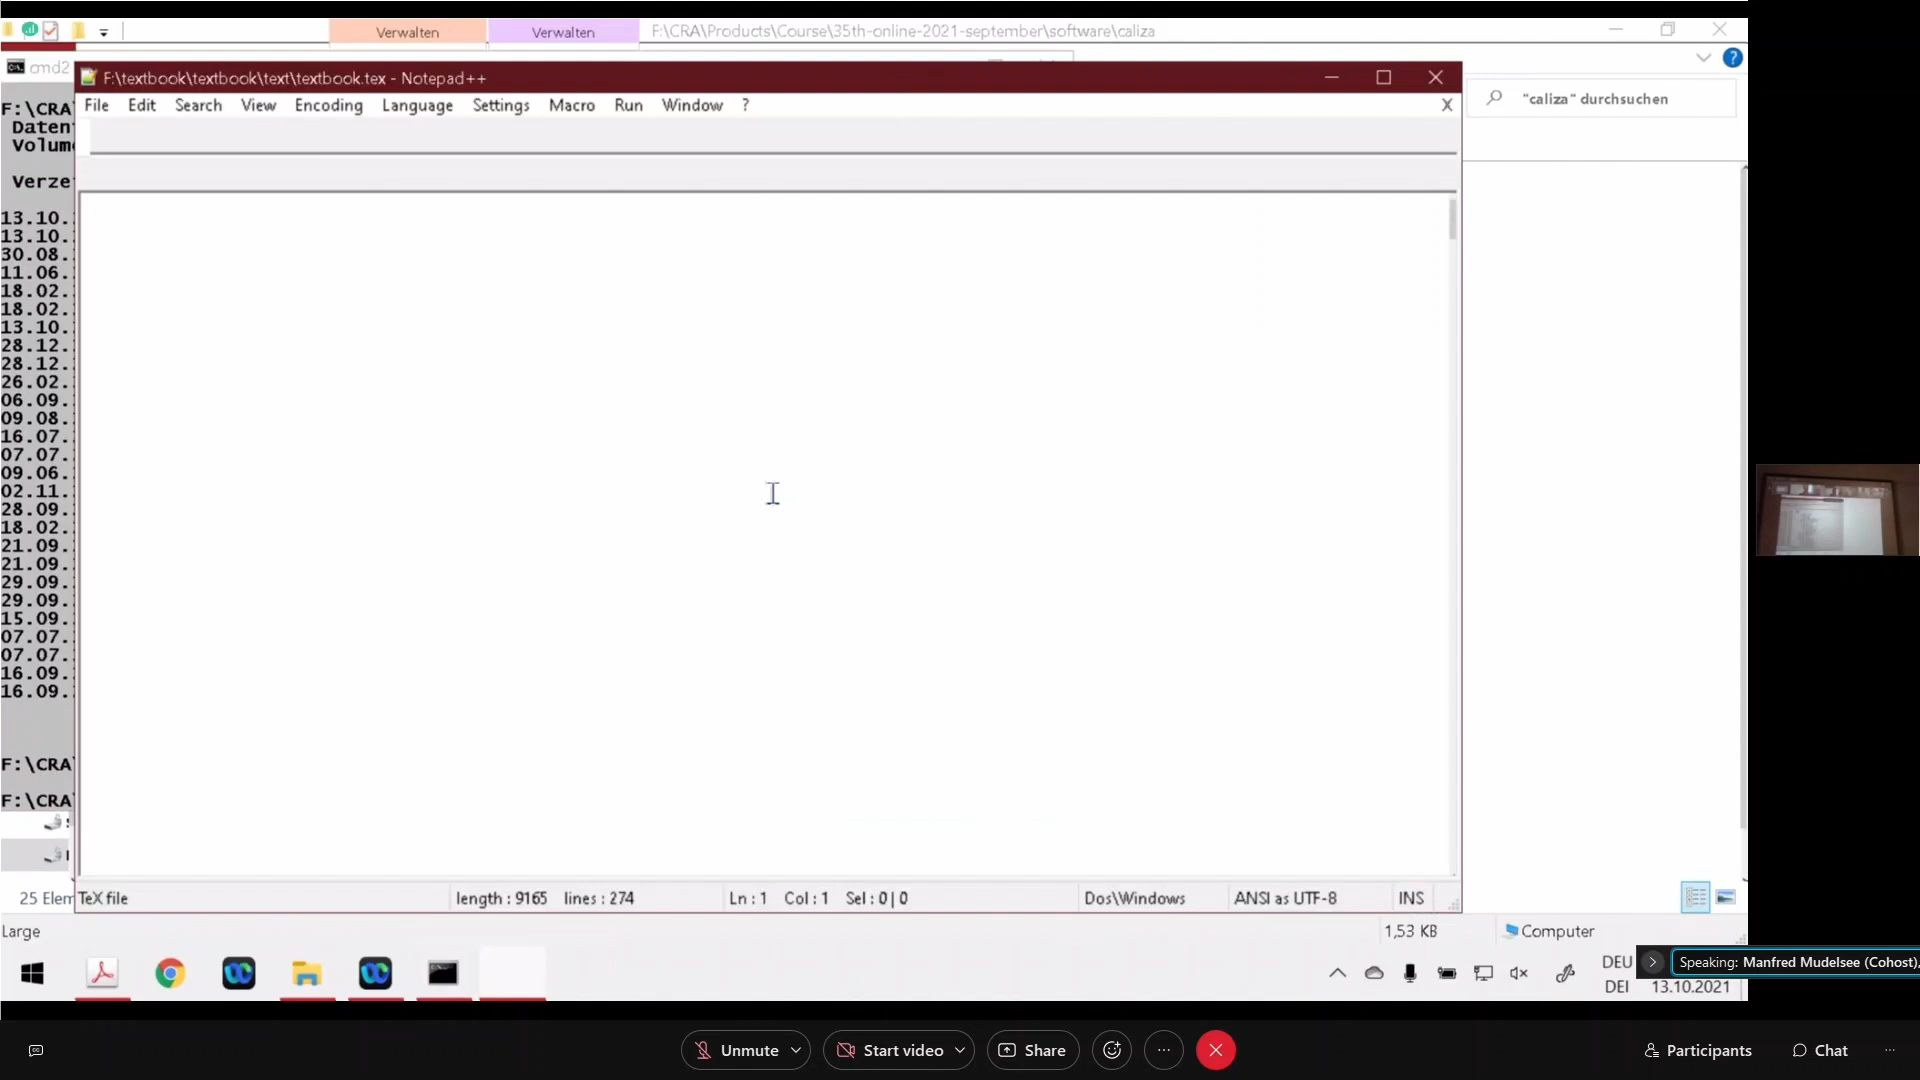 Verwalten
Verwalten
F:\CRA\Products\Course\35th-online-2021-september\software\caliza
cmd2
F:\textbook\textbook\text\textbook.tex - Notepad++
File Edit Search View Encoding Language Settings Macro Run Window ?
X
"caliza" durchsuchen
F:\CRA
Daten
Volume
Verze
13.10.
13.10.
30.08.
11.06.
18.02.
18.02.
13.10.
28.12.
28.12.
26.02.
06.09.
09.08.
16.07.
07.07.
09.06.
02.11.
28.09.
18.02.
21.09.
21.09.
29.09.
29.09.
15.09.
07.07.
07.07.
16.09.
16.09.
F:\CRA
F:\CRA
25 Elem
TeX file
length : 9165 lines : 274
Ln : 1 Col : 1 Sel : 0 | 0
Dos\Windows
ANSI as UTF-8
INS
Large
1,53 KB
Computer
DEU
DEI
13.10.2021
Speaking: Manfred Mudelsee (Cohost),
Unmute
Start video
Share
Participants
Chat